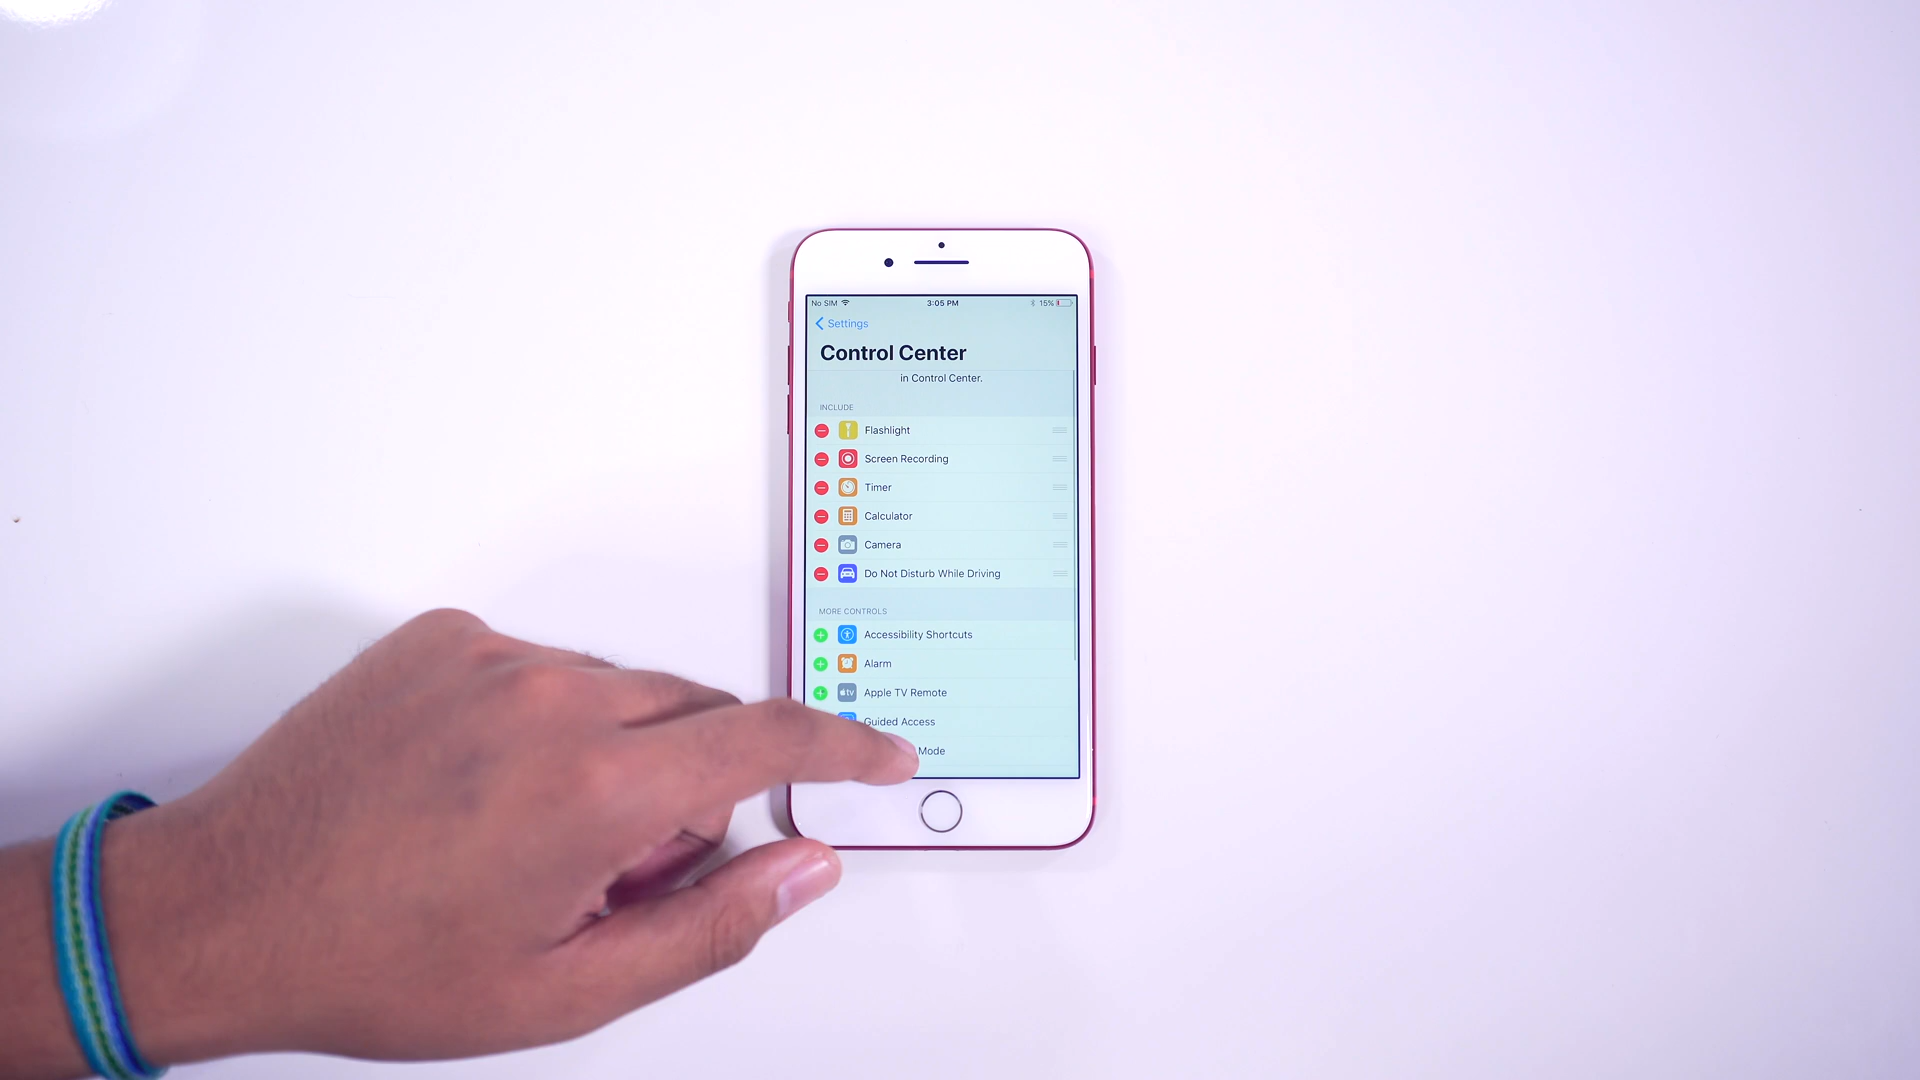 No SIM 3:05 PM 15%
Settings
Control Center
in Control Center.
INCLUDE
Flashlight
Screen Recording
Timer
Calculator
Camera
Do Not Disturb While Driving
MORE CONTROLS
Accessibility Shortcuts
Alarm
tv Apple TV Remote
Guided Access
Mode